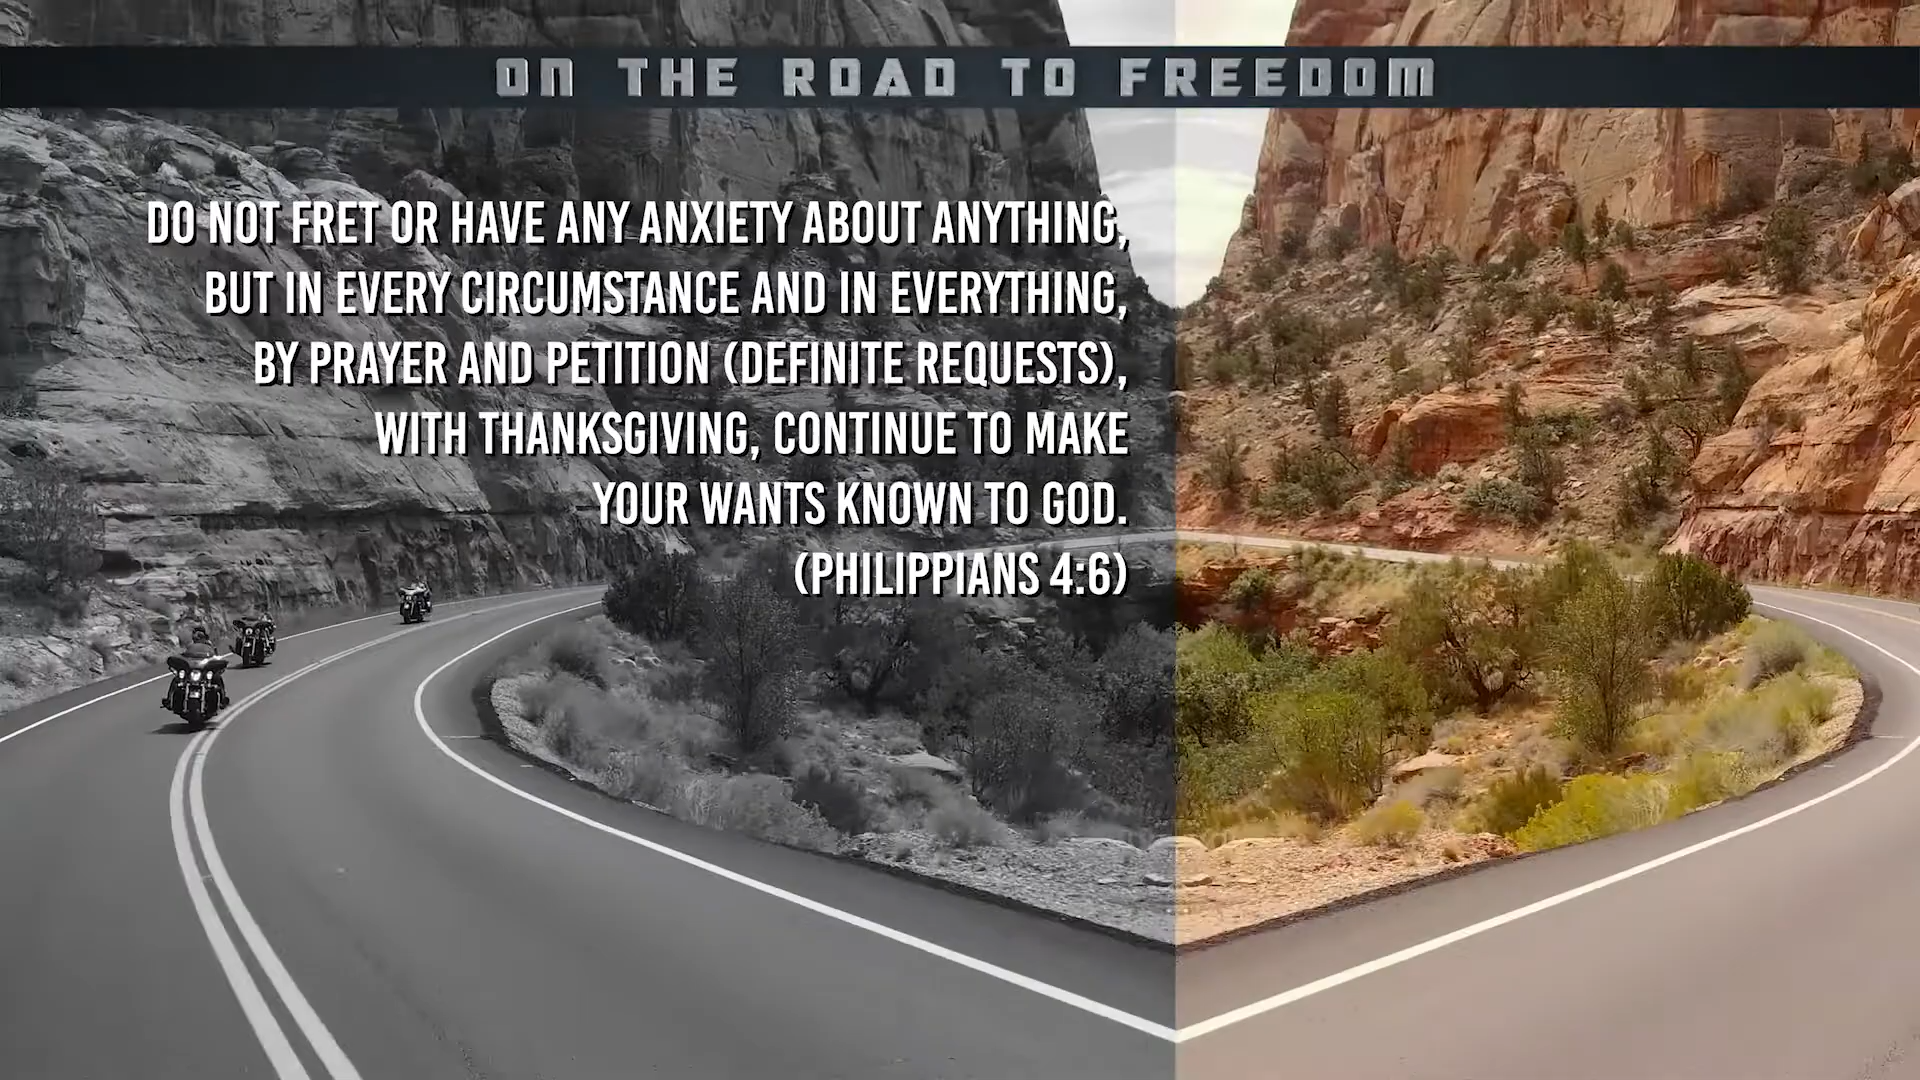 ON THE ROAD TO FREEDOM
DO NOT FRET OR HAVE ANY ANXIETY ABOUT ANYTHING,
BUT IN EVERY CIRCUMSTANCE AND IN EVERYTHING,
BY PRAYER AND PETITION (DEFINITE REQUESTS),
WITH THANKSGIVING, CONTINUE TO MAKE
YOUR WANTS KNOWN TO GOD.
(PHILIPPIANS 4:6)